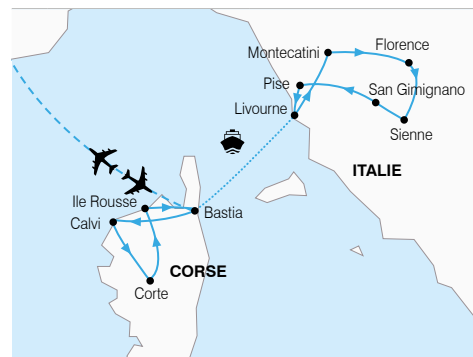 Montecatini
Florence
Pise
San Gimignano
Livourne
Sienne
ITALIE
Ile Rousse
Bastia
Calvi
CORSE
Corte